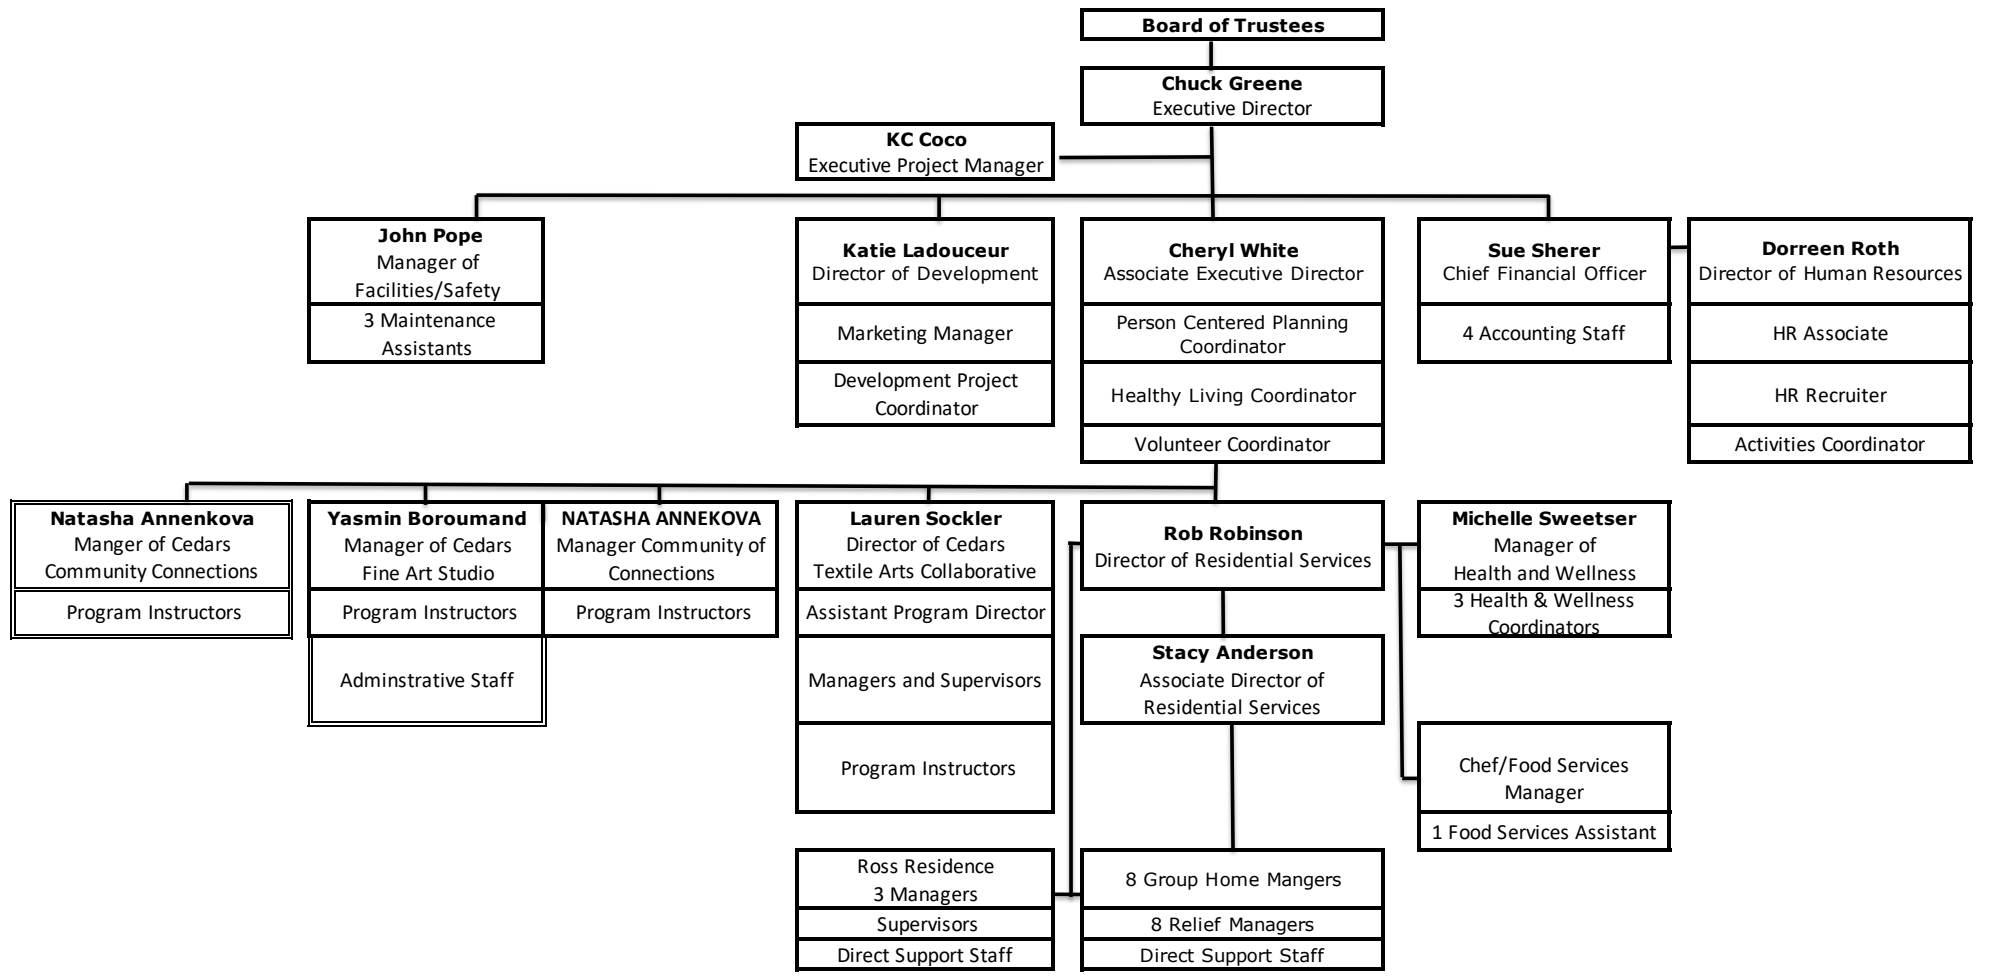 Board of Trustees
Chuck Greene
Executive Director
KC Coco
Executive Project Manager
John Pope
Manager of
Facilities/Safety
3 Maintenance
Assistants
Katie Ladouceur
Director of Development
Marketing Manager
Development Project
Coordinator
Cheryl White
Associate Executive Director
Person Centered Planning
Coordinator
Healthy Living Coordinator
Volunteer Coordinator
Sue Sherer
Chief Financial Officer
4 Accounting Staff
Dorreen Roth
Director of Human Resources
HR Associate
HR Recruiter
Activities Coordinator
Natasha Annenkova
Manger of Cedars
Community Connections
Program Instructors
Yasmin Boroumand
Manager of Cedars
Fine Art Studio
Program Instructors
Adminstrative Staff
NATASHA ANNEKOVA
Manager Community of
Connections
Program Instructors
Lauren Sockler
Director of Cedars
Textile Arts Collaborative
Assistant Program Director
Managers and Supervisors
Program Instructors
Rob Robinson
Director of Residential Services
Stacy Anderson
Associate Director of
Residential Services
Michelle Sweetser
Manager of
Health and Wellness
3 Health & Wellness
Coordinators
Chef/Food Services
Manager
1 Food Services Assistant
Ross Residence
3 Managers
Supervisors
Direct Support Staff
8 Group Home Mangers
8 Relief Managers
Direct Support Staff